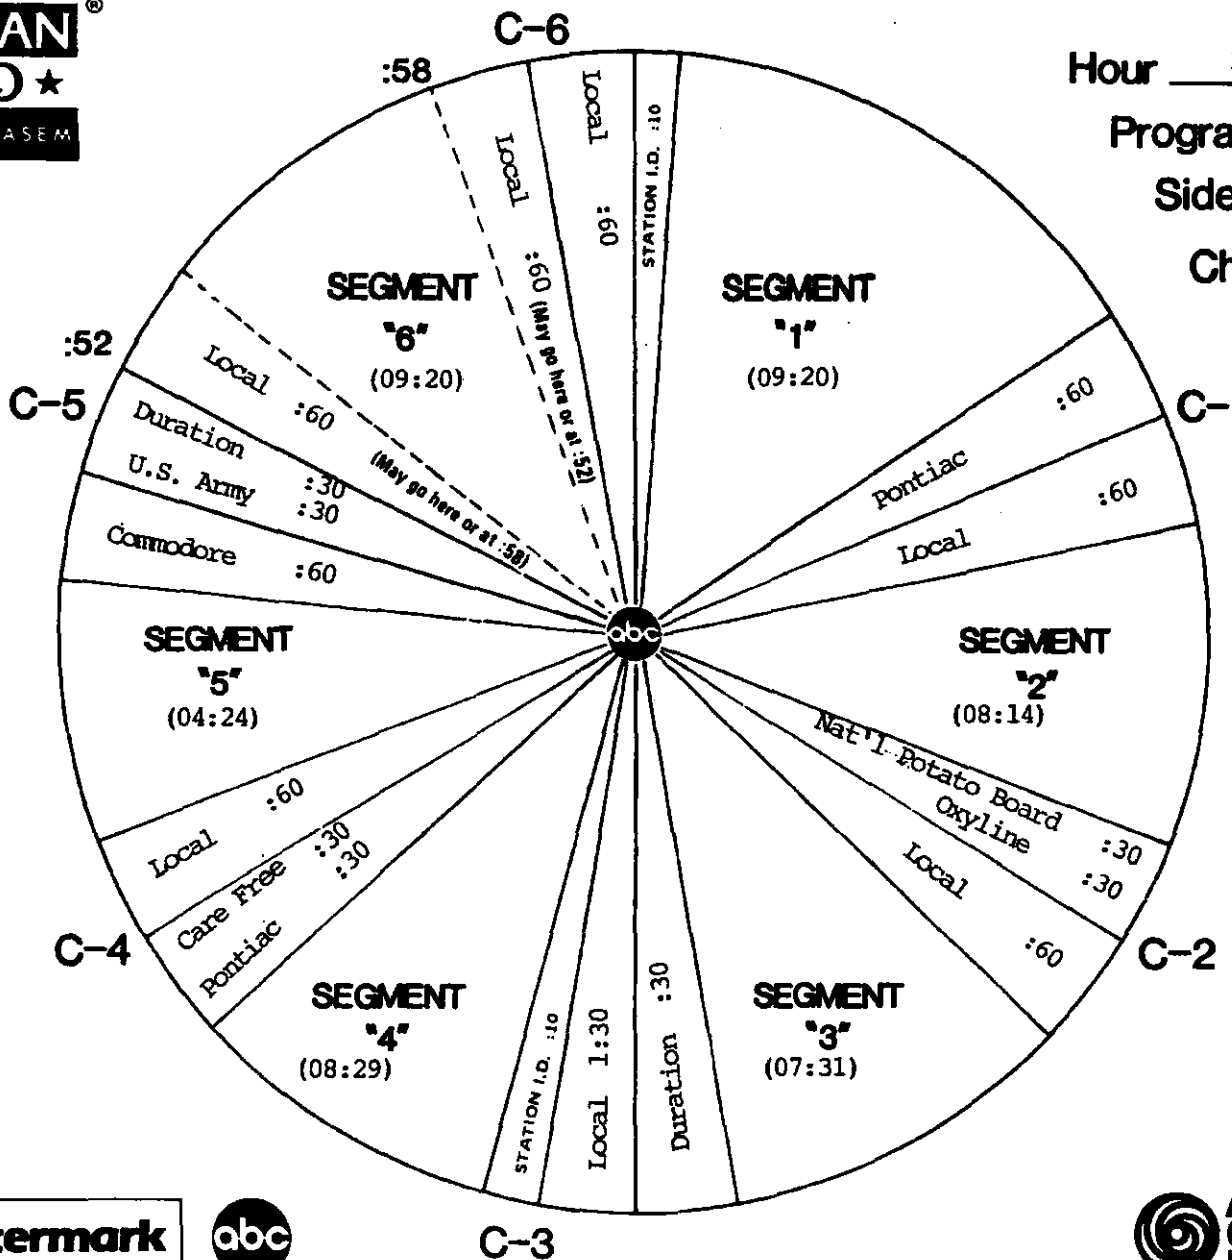 AN ®
ASEM
Hour
Side
C-6
:58
Local :60
STATION I.D. :10
SEGMENT
"1"
(09:20)
Pontiac :60
C-
Local :60
SEGMENT
"2"
(08:14)
Nat'l Potato Board :30
Oxyline :30
C-2
Local :60
SEGMENT
"3"
(07:31)
Duration :30
C-3
Local 1:30
STATION I.D. :10
SEGMENT
"4"
(08:29)
Pontiac :30
Care Free :30
C-4
Local :60
SEGMENT
"5"
(04:24)
Commodore :60
U.S. Army :30
Duration :30
C-5
:52
Local :60
(May go here or at :58)
SEGMENT
"6"
(09:20)
Local :60
(May go here or at :52)
abc
termark
abc